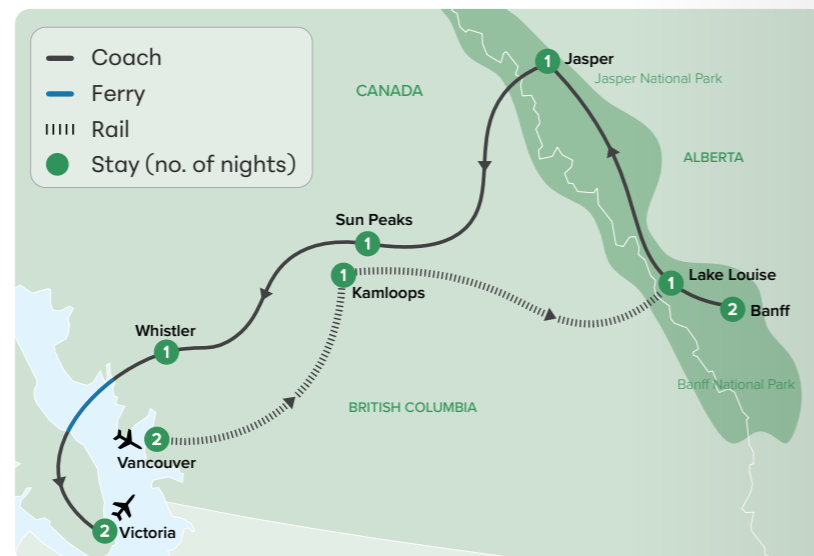 Coach
Ferry
Rail
Stay (no. of nights)
CANADA
1 Jasper
Jasper National Park
ALBERTA
Sun Peaks
1
1
Kamloops
Lake Louise
1
2 Banff
Whistler
1
Banff National Park
BRITISH COLUMBIA
2
Vancouver
2 Victoria